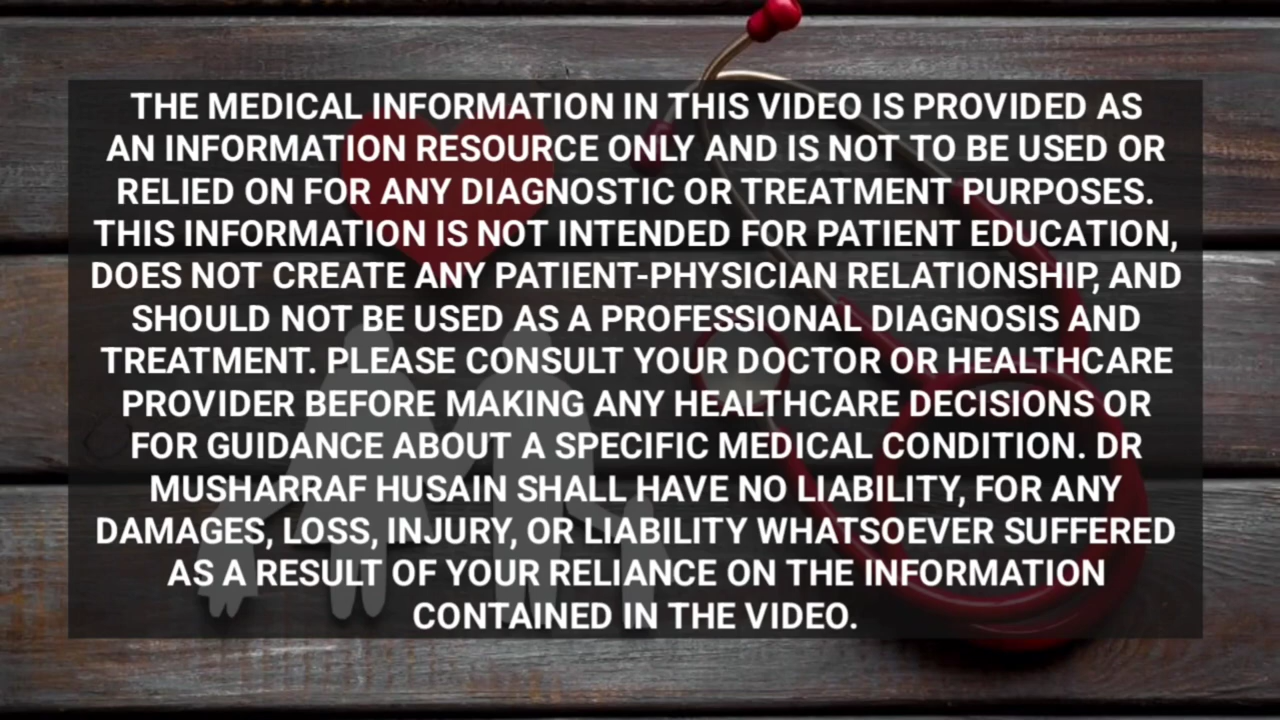 THE MEDICAL INFORMATION IN THIS VIDEO IS PROVIDED AS
AN INFORMATION RESOURCE ONLY AND IS NOT TO BE USED OR
RELIED ON FOR ANY DIAGNOSTIC OR TREATMENT PURPOSES.
THIS INFORMATION IS NOT INTENDED FOR PATIENT EDUCATION,
DOES NOT CREATE ANY PATIENT-PHYSICIAN RELATIONSHIP, AND
SHOULD NOT BE USED AS A PROFESSIONAL DIAGNOSIS AND
TREATMENT. PLEASE CONSULT YOUR DOCTOR OR HEALTHCARE
PROVIDER BEFORE MAKING ANY HEALTHCARE DECISIONS OR
FOR GUIDANCE ABOUT A SPECIFIC MEDICAL CONDITION. DR
MUSHARRAF HUSAIN SHALL HAVE NO LIABILITY, FOR ANY
DAMAGES, LOSS, INJURY, OR LIABILITY WHATSOEVER SUFFERED
AS A RESULT OF YOUR RELIANCE ON THE INFORMATION
CONTAINED IN THE VIDEO.